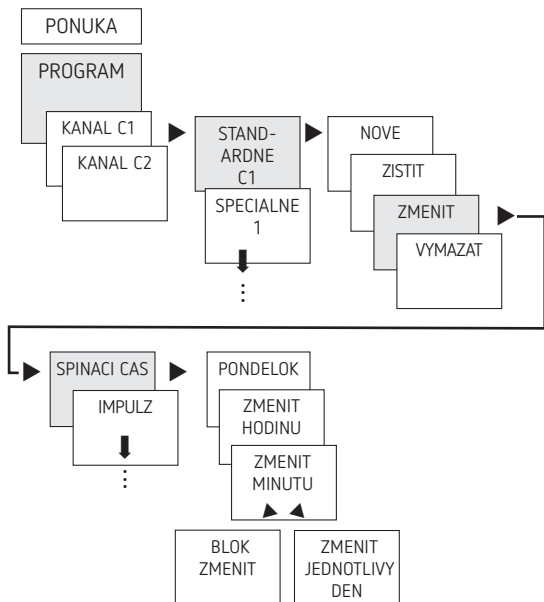 PONUKA
PROGRAM
KANAL C1
KANAL C2
STAND-
ARDNE
C1
SPECIALNE
1
NOVE
ZISTIT
ZMENIT
VYMAZAT
SPINACI CAS
IMPULZ
PONDELOK
ZMENIT
HODINU
ZMENIT
MINUTU
BLOK
ZMENIT
ZMENIT
JEDNOTLIVY
DEN